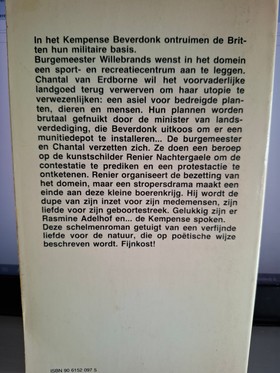 In het Kempense Beverdonk ontruimen de Brit-
ten hun militaire basis.
Burgemeester Willebrands wenst in het domein
een sport- en recreatiecentrum aan te leggen.
Chantal van Erdborne wil het voorvaderlijke
landgoed terug verwerven om haar utopie te
verwezenlijken: een asiel voor bedreigde plan-
ten, dieren en mensen. Hun plannen worden
brutaal gefnuikt door de minister van lands-
verdediging, die Beverdonk uitkoos om er een
munitiedepot te installeren... De burgemeester
en Chantal verzetten zich. Ze doen een beroep
op de kunstschilder Renier Nachtergaele om de
contestatie te prediken en een protestactie te
ontketenen. Renier organiseert de bezetting van
het domein, maar een stropersdrama maakt een
einde aan deze kleine boerenkrijg. Hij wordt de
dupe van zijn inzet voor zijn medemensen, zijn
liefde voor zijn geboortestreek. Gelukkig zijn er
Rasmine Adelhof en... de Kempense spoken.
Deze schelmenroman getuigt van een verfijnde
liefde voor de natuur, die op poëtische wijze
beschreven wordt. Fijnkost!
ISBN 90 6152 097 5